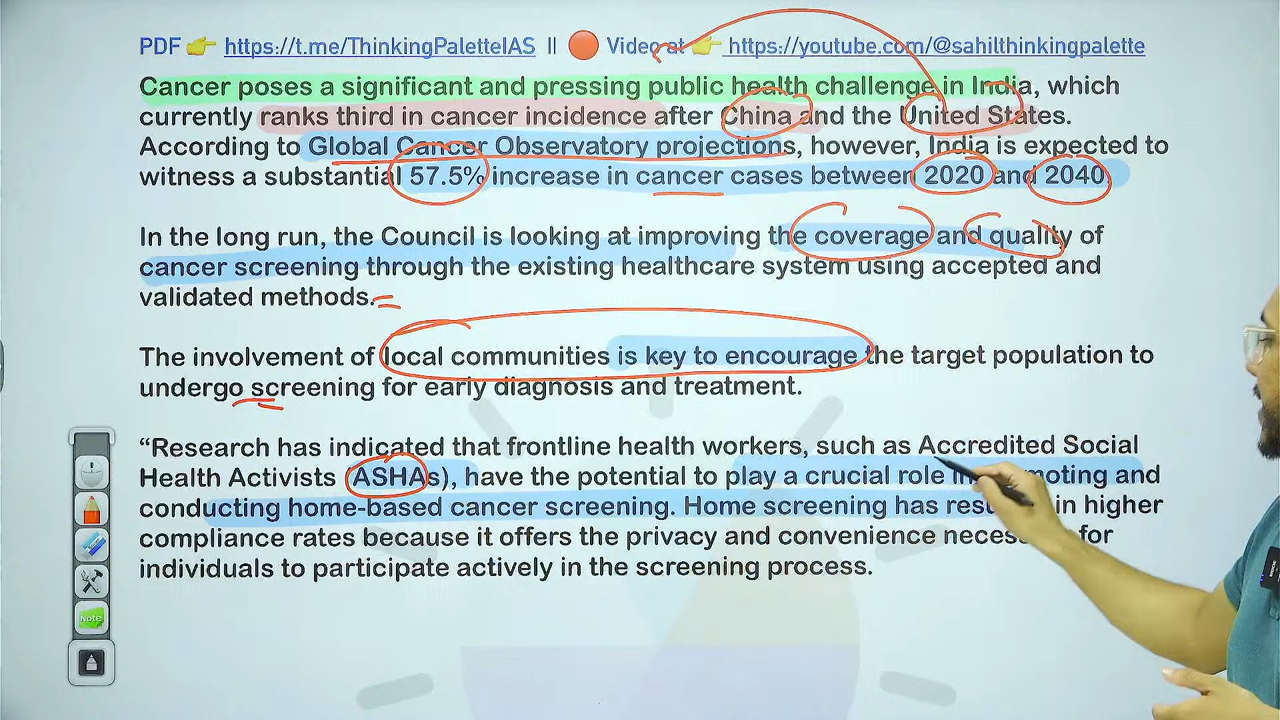 PDF 👉 https://t.me/ThinkingPaletteIAS || 🔴 Video at 👉 https://youtube.com/@sahilthinkingpalette
Cancer poses a significant and pressing public health challenge in India, which
currently ranks third in cancer incidence after China and the United States.
According to Global Cancer Observatory projections, however, India is expected to
witness a substantial 57.5% increase in cancer cases between 2020 and 2040.
In the long run, the Council is looking at improving the coverage and quality of
cancer screening through the existing healthcare system using accepted and
validated methods.
The involvement of local communities is key to encourage the target population to
undergo screening for early diagnosis and treatment.
“Research has indicated that frontline health workers, such as Accredited Social
Health Activists (ASHAs), have the potential to play a crucial role and
conducting home-based cancer screening. Home screening has in higher
compliance rates because it offers the privacy and convenience for
individuals to participate actively in the screening process.
Note